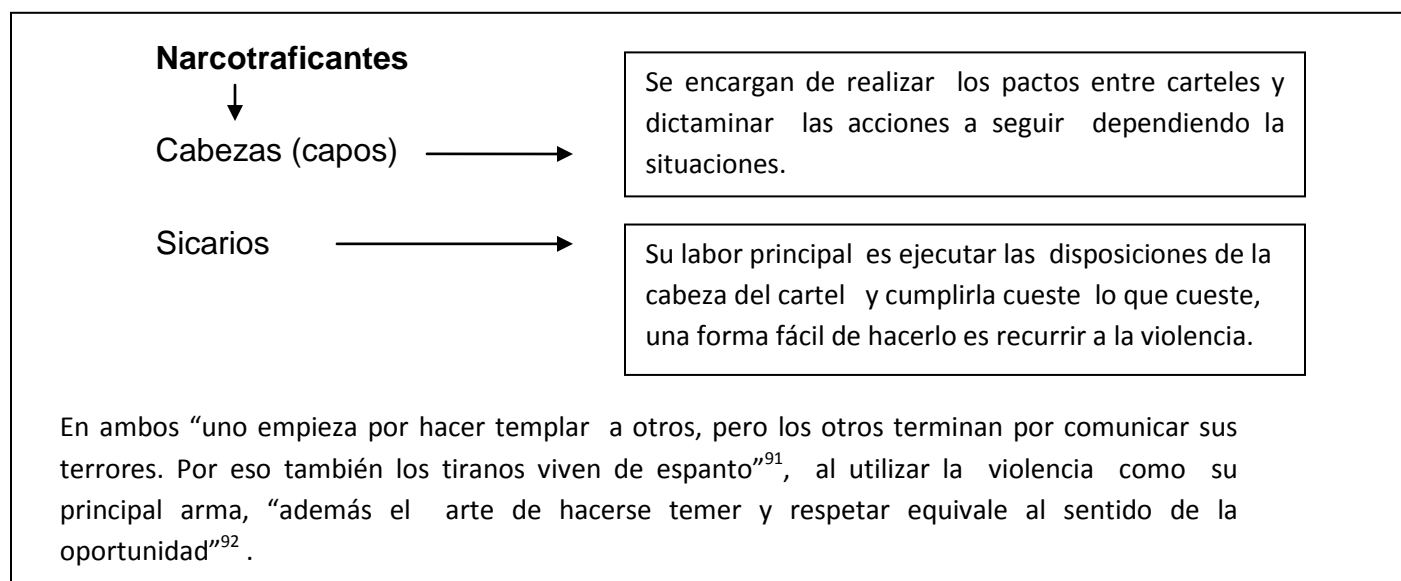 Narcotraficantes
Cabezas (capos)
Se encargan de realizar los pactos entre carteles y
dictaminar las acciones a seguir dependiendo la
situaciones.
Sicarios
Su labor principal es ejecutar las disposiciones de la
cabeza del cartel y cumplirla cueste lo que cueste,
una forma fácil de hacerlo es recurrir a la violencia.
En ambos “uno empieza por hacer templar a otros, pero los otros terminan por comunicar sus
terrores. Por eso también los tiranos viven de espanto”91, al utilizar la violencia como su
principal arma, “además el arte de hacerse temer y respetar equivale al sentido de la
oportunidad”92 .